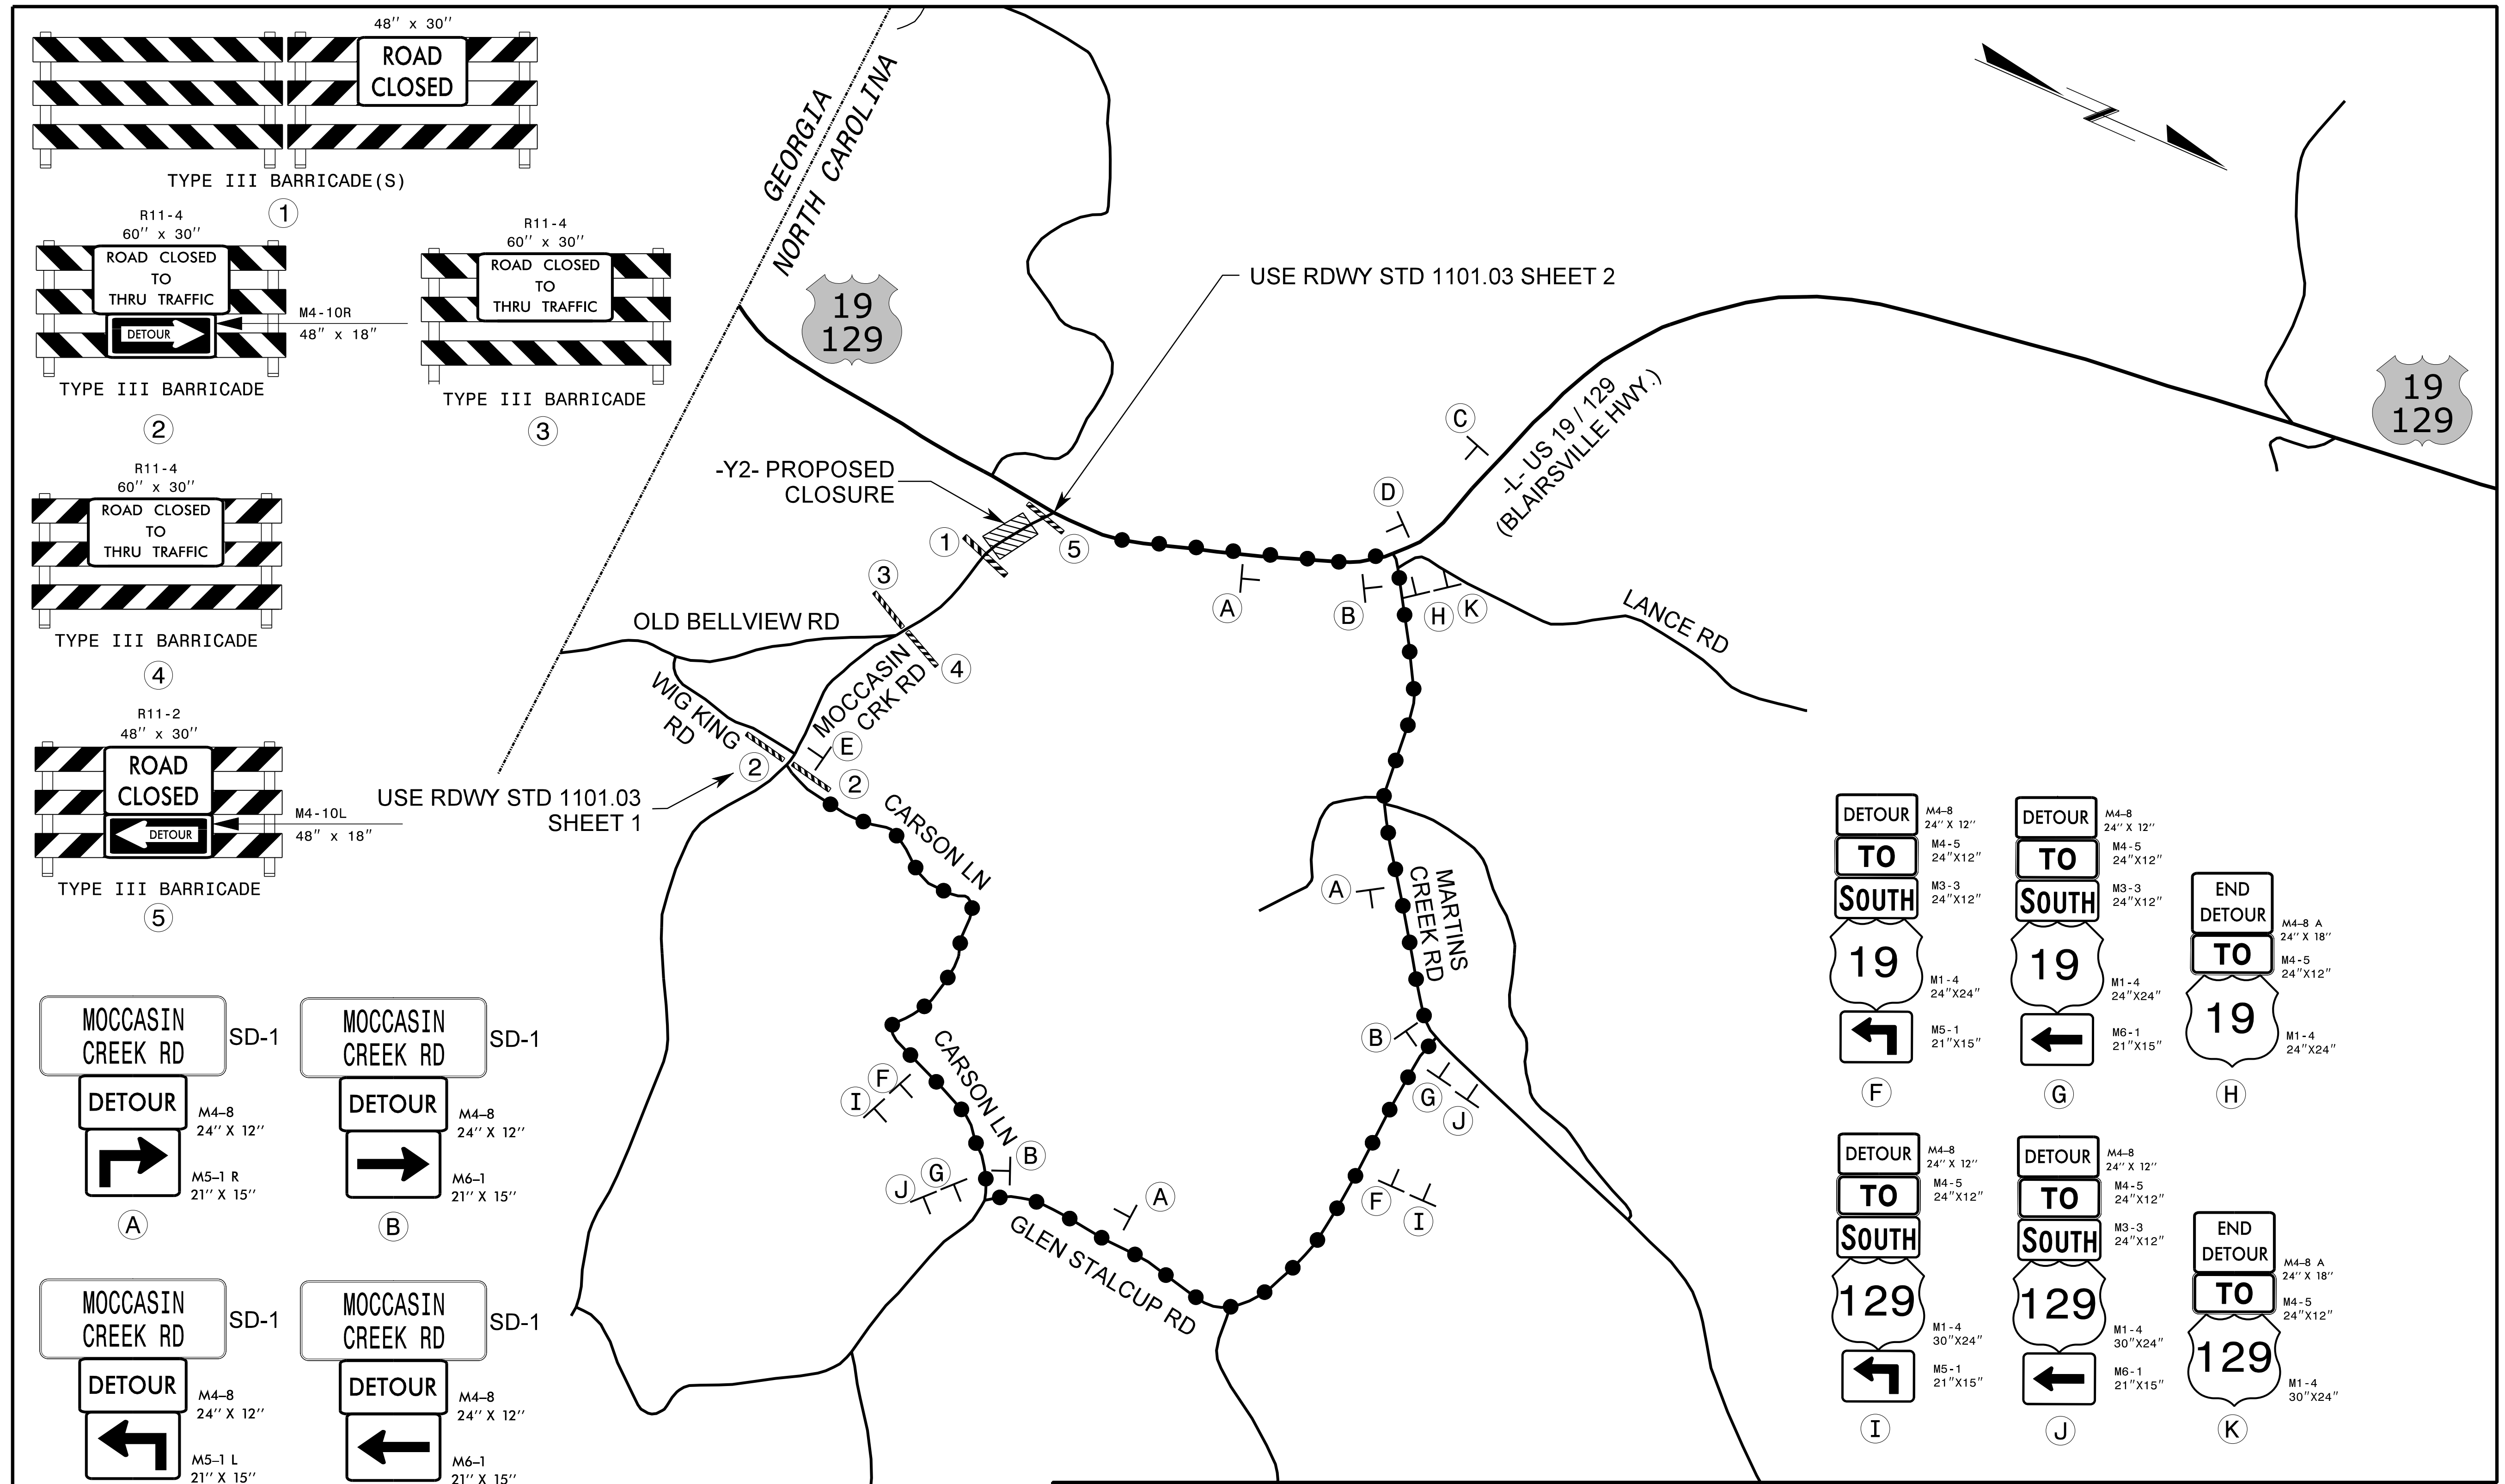 48" x 30"
ROAD
CLOSED
TYPE III BARRICADE(S)
1
R11-4
60" x 30"
ROAD CLOSED
TO
THRU TRAFFIC
DETOUR
M4-10R
48" x 18"
TYPE III BARRICADE
2
R11-4
60" x 30"
ROAD CLOSED
TO
THRU TRAFFIC
TYPE III BARRICADE
3
R11-4
60" x 30"
ROAD CLOSED
TO
THRU TRAFFIC
TYPE III BARRICADE
4
R11-2
48" x 30"
ROAD
CLOSED
DETOUR
M4-10L
48" x 18"
TYPE III BARRICADE
5
MOCCASIN
CREEK RD
SD-1
DETOUR
M4-8
24" X 12"
M5-1 R
21" X 15"
A
MOCCASIN
CREEK RD
SD-1
DETOUR
M4-8
24" X 12"
M6-1
21" X 15"
B
MOCCASIN
CREEK RD
SD-1
DETOUR
M4-8
24" X 12"
M5-1 L
21" X 15"
MOCCASIN
CREEK RD
SD-1
DETOUR
M4-8
24" X 12"
M6-1
21" X 15"
GEORGIA
NORTH CAROLINA
19
129
USE RDWY STD 1101.03 SHEET 2
-Y2- PROPOSED
CLOSURE
1
5
3
4
OLD BELLVIEW RD
WIG KING
RD
MOCCASIN
CRK RD
E
2
2
USE RDWY STD 1101.03
SHEET 1
CARSON LN
CARSON LN
F
I
B
G
J
A
GLEN STALCUP RD
C
D
-L- US 19 / 129
(BLAIRSVILLE HWY.)
19
129
A
B
H
K
LANCE RD
A
MARTINS
CREEK RD
B
G
J
F
I
DETOUR
M4-8
24" X 12"
TO
M4-5
24"X12"
SOUTH
M3-3
24"X12"
19
M1-4
24"X24"
M5-1
21"X15"
F
DETOUR
M4-8
24" X 12"
TO
M4-5
24"X12"
SOUTH
M3-3
24"X12"
19
M1-4
24"X24"
M6-1
21"X15"
G
END
DETOUR
M4-8 A
24" X 18"
TO
M4-5
24"X12"
19
M1-4
24"X24"
H
DETOUR
M4-8
24" X 12"
TO
M4-5
24"X12"
SOUTH
129
M1-4
30"X24"
M5-1
21"X15"
I
DETOUR
M4-8
24" X 12"
TO
M4-5
24"X12"
SOUTH
M3-3
24"X12"
129
M1-4
30"X24"
M6-1
21"X15"
J
END
DETOUR
M4-8 A
24" X 18"
TO
M4-5
24"X12"
129
M1-4
30"X24"
K